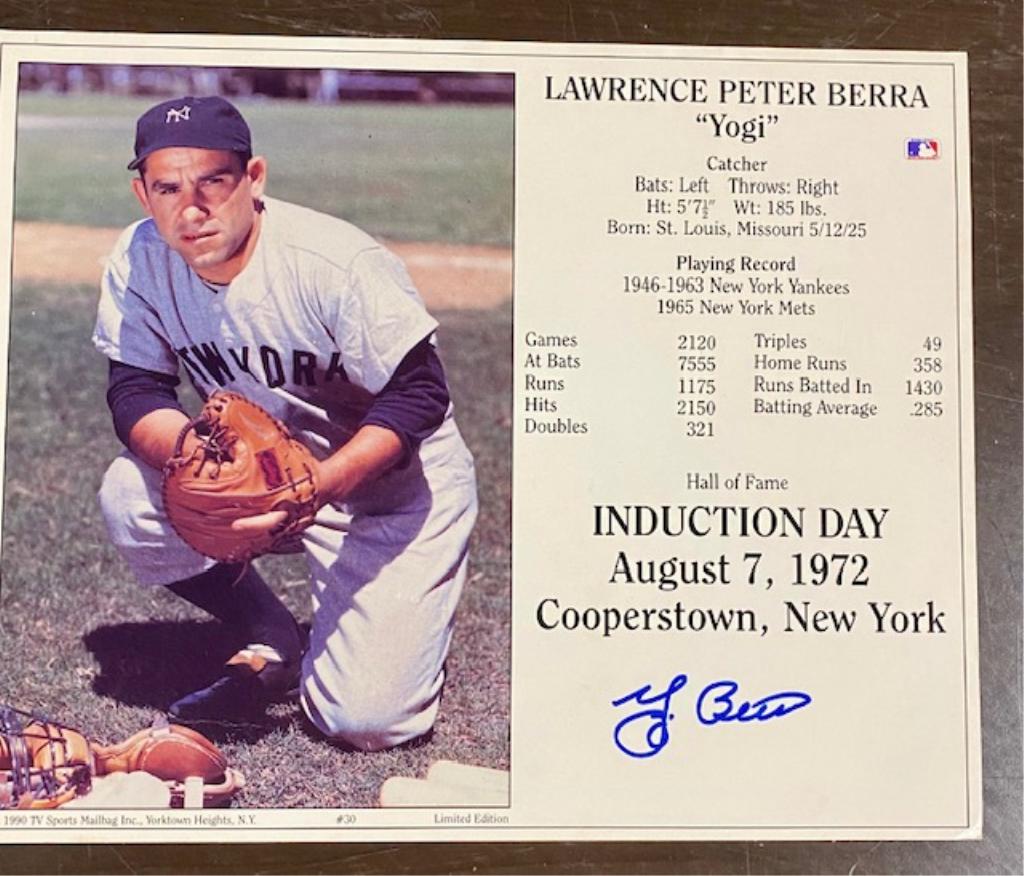 NY
NEW YORK
LAWRENCE PETER BERRA
"Yogi"
Catcher
Bats: Left Throws: Right
Ht: 5'7½" Wt: 185 lbs.
Born: St. Louis, Missouri 5/12/25
Playing Record
1946-1963 New York Yankees
1965 New York Mets
Games 2120 Triples 49
At Bats 7555 Home Runs 358
Runs 1175 Runs Batted In 1430
Hits 2150 Batting Average .285
Doubles 321
Hall of Fame
INDUCTION DAY
August 7, 1972
Cooperstown, New York
Y. Berra
1990 TV Sports Mailbag Inc., Yorktown Heights, N.Y. #30 Limited Edition